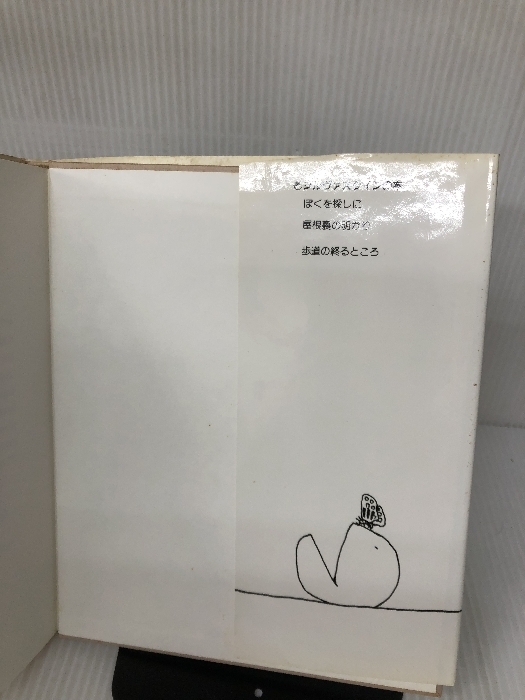 シルヴァスタインの本
ぼくを探しに
屋根裏の明かり
歩道の終るところ